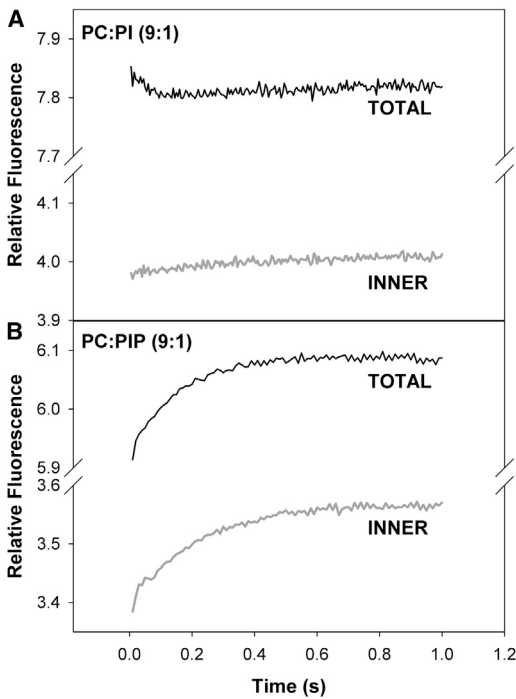 A
PC:PI (9:1)
Relative Fluorescence
7.9
7.8
7.7
4.1
4.0
3.9
TOTAL
INNER
B
PC:PIP (9:1)
Relative Fluorescence
6.1
6.0
5.9
3.6
3.5
3.4
TOTAL
INNER
0.0 0.2 0.4 0.6 0.8 1.0 1.2
Time (s)